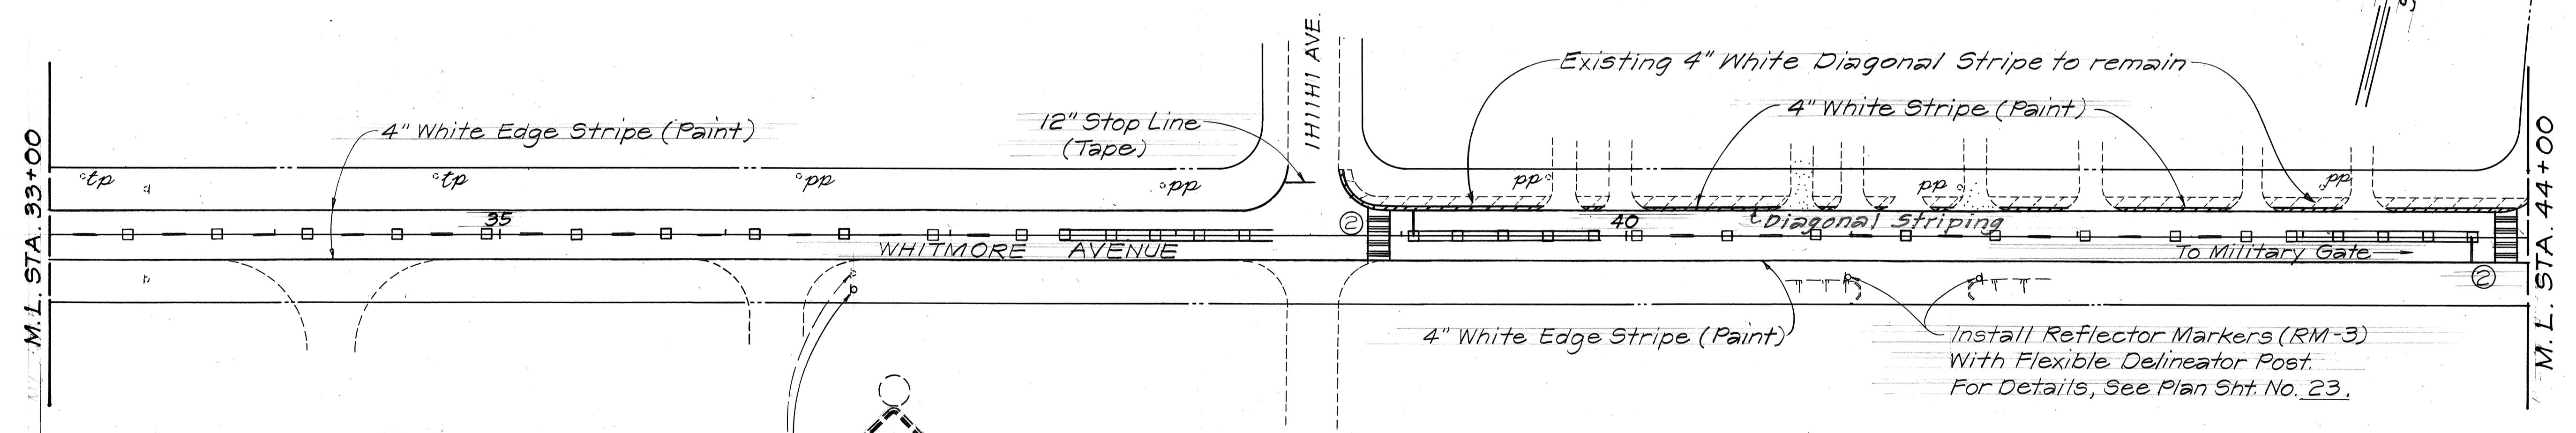 M.L. STA. 33+00
4" White Edge Stripe (Paint)
12" Stop Line
(Tape)
IHIIHI AVE.
Existing 4" White Diagonal Stripe to remain
4" White Stripe (Paint)
tp
tp
pp
pp
pp
pp
pp
35
40
Diagonal Striping
2
WHITMORE AVENUE
To Military Gate
2
4" White Edge Stripe (Paint)
Install Reflector Markers (RM-3)
With Flexible Delineator Post.
For Details, See Plan Sht. No. 23.
M.L. STA. 44+00